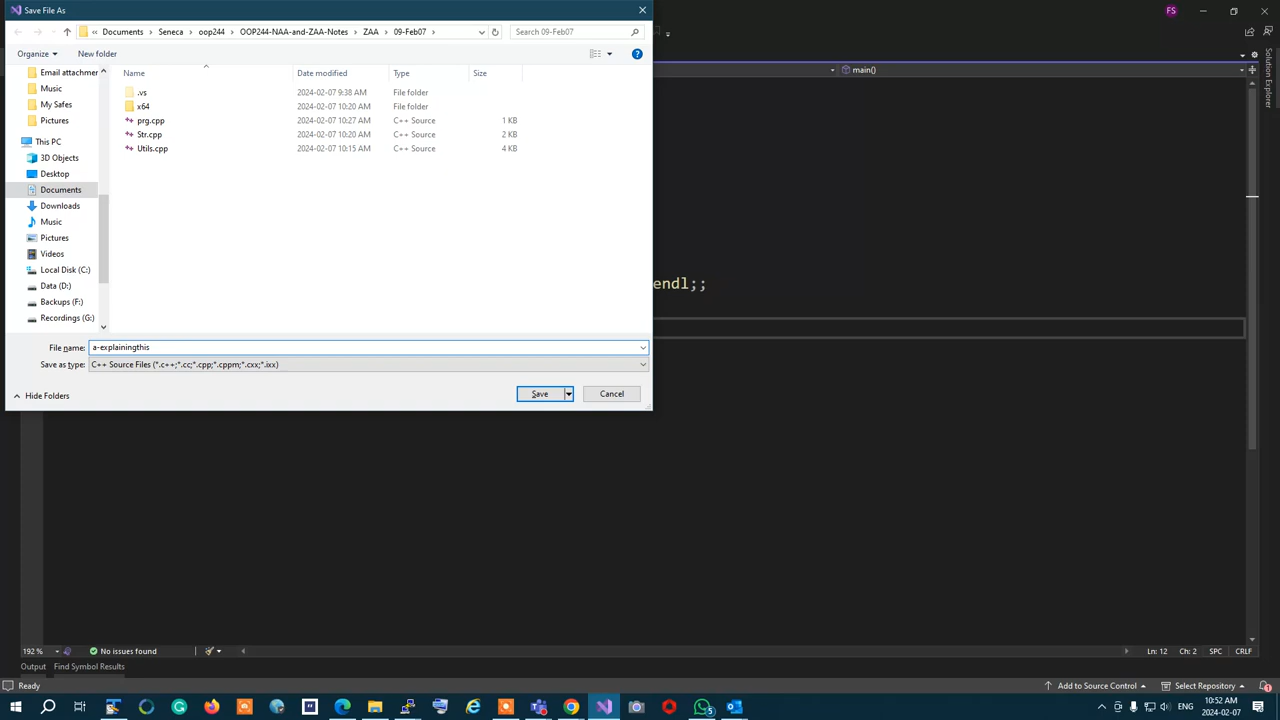 Save File As
FS
Documents
Seneca
oop244
OOP244-NAA-and-ZAA-Notes
ZAA
09-Feb07
Search 09-Feb07
Organize
New folder
main()
Solution Explorer
Name
Date modified
Type
Size
Email attachmer
Music
My Safes
Pictures
This PC
3D Objects
Desktop
Documents
Downloads
Music
Pictures
Videos
Local Disk (C:)
Data (D:)
Backups (F:)
Recordings (G:)
.vs 2024-02-07 9:38 AM File folder
x64 2024-02-07 10:20 AM File folder
prg.cpp 2024-02-07 10:27 AM C++ Source 1 KB
Str.cpp 2024-02-07 10:20 AM C++ Source 2 KB
Utils.cpp 2024-02-07 10:15 AM C++ Source 4 KB
endl;;
File name: a-explainingthis
Save as type: C++ Source Files (*.c++;*.cc;*.cpp;*.cppm;*.cxx;*.ixx)
Hide Folders
Save
Cancel
192 %
No issues found
Ln: 12 Ch: 2 SPC CRLF
Output Find Symbol Results
Ready
Add to Source Control
Select Repository
1
5
10:52 AM
2024-02-07